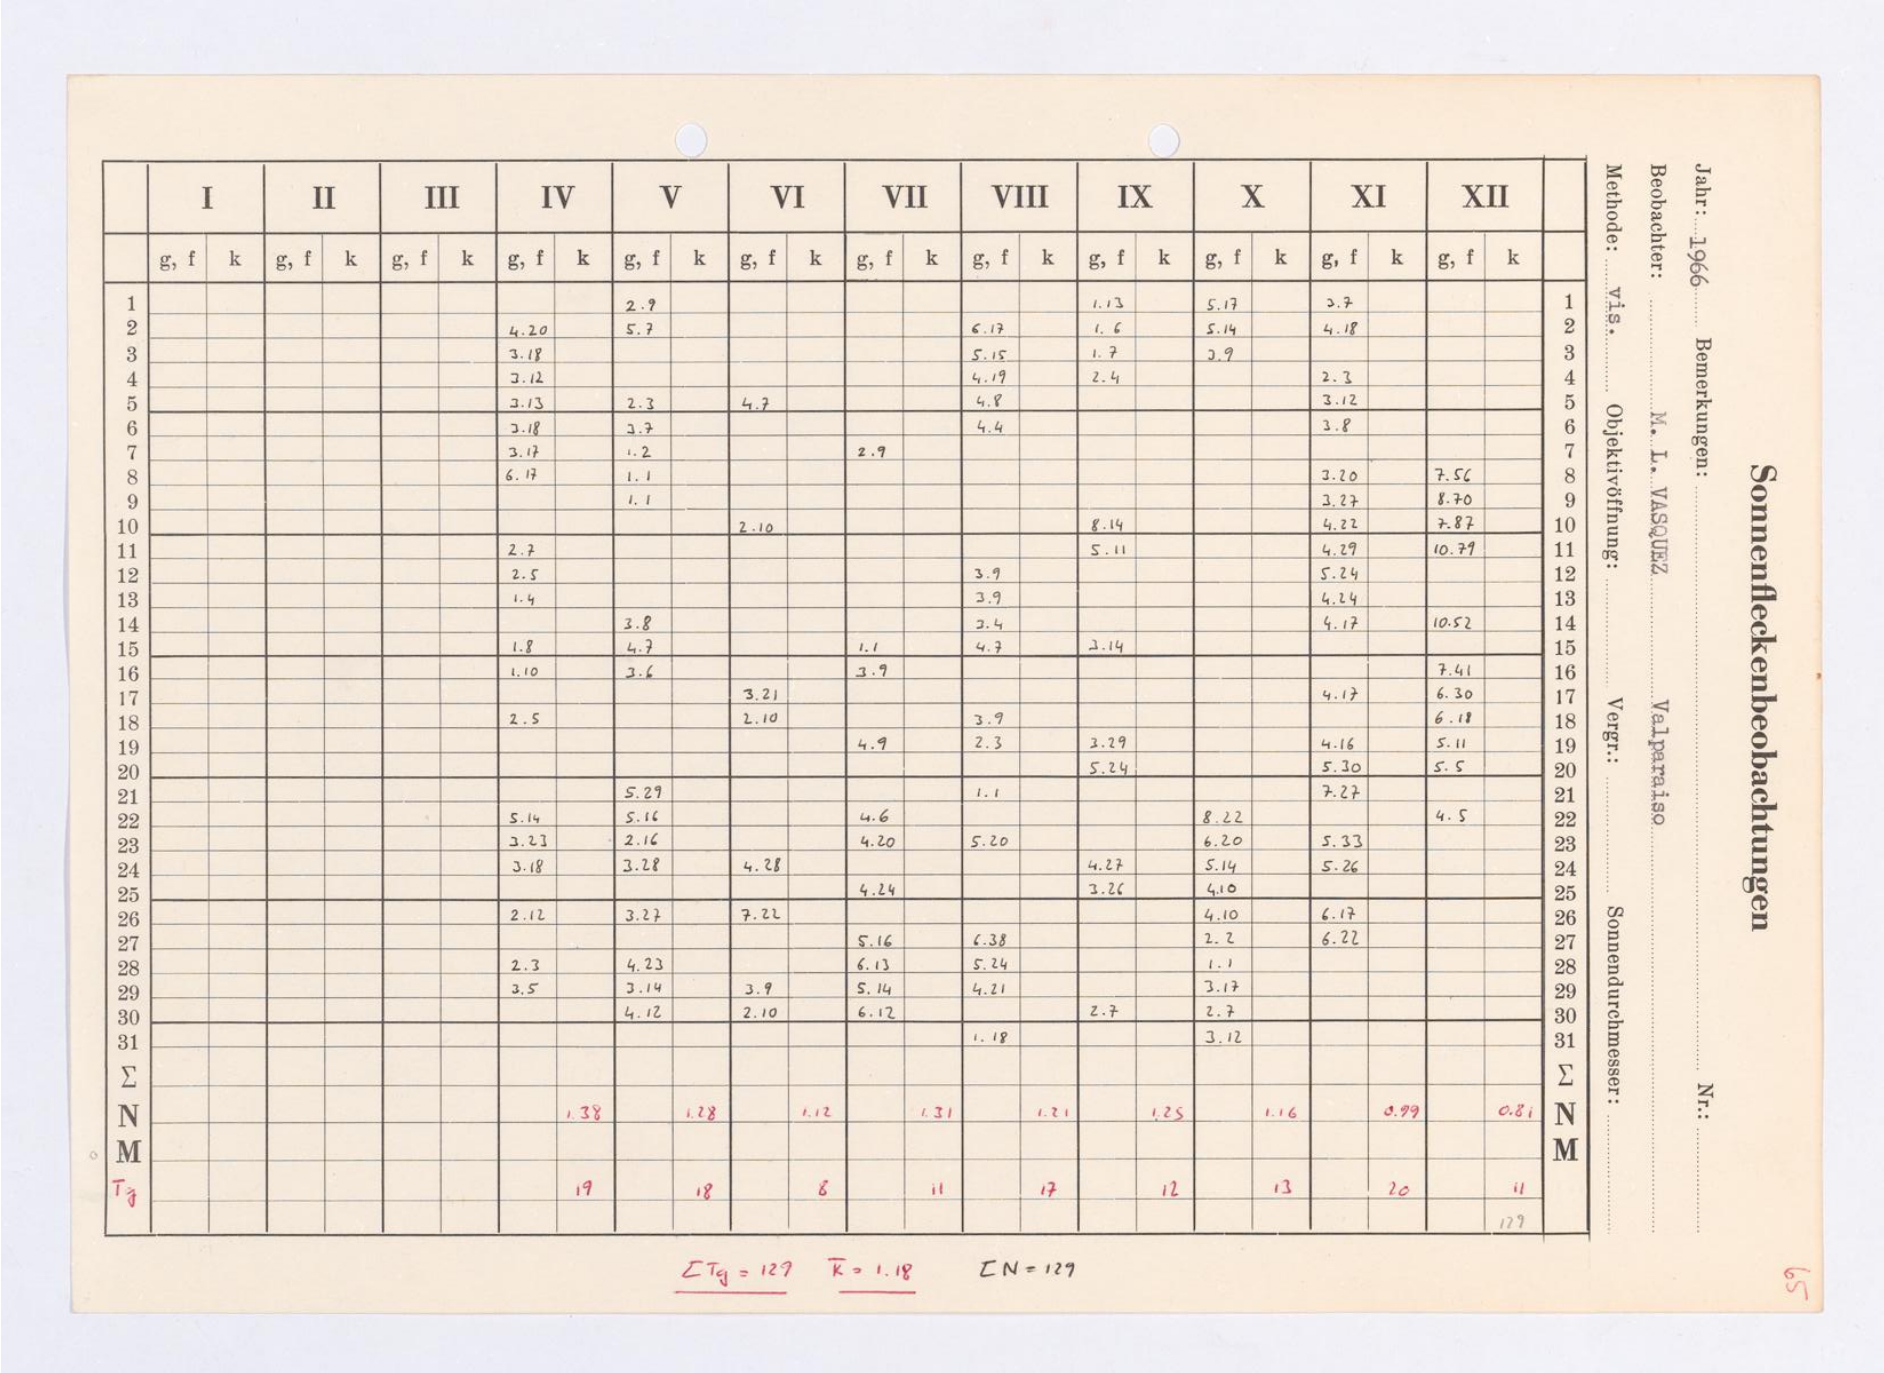 I II III IV V VI VII VIII IX X XI XII
g, f k g, f k g, f k g, f k g, f k g, f k g, f k g, f k g, f k g, f k g, f k g, f k
1 2.9 1.13 5.17 3.7 1
2 4.20 5.7 6.17 1.6 5.14 4.18 2
3 3.18 5.15 1.7 3.9 3
4 3.12 4.19 2.4 2.3 4
5 3.13 2.3 4.7 4.8 3.12 5
6 3.18 3.7 4.4 3.8 6
7 3.17 1.2 2.9 7
8 6.17 1.1 3.20 7.56 8
9 1.1 3.27 8.70 9
10 2.10 8.14 4.22 7.87 10
11 2.7 5.11 4.29 10.79 11
12 2.5 3.9 5.24 12
13 1.4 3.9 4.24 13
14 3.8 3.4 4.17 10.52 14
15 1.8 4.7 1.1 4.7 3.14 15
16 1.10 3.6 3.9 7.41 16
17 3.21 4.17 6.30 17
18 2.5 2.10 3.9 6.18 18
19 4.9 2.3 3.29 4.16 5.11 19
20 5.24 5.30 5.5 20
21 5.29 1.1 7.27 21
22 5.14 5.16 4.6 8.22 4.5 22
23 3.23 2.16 4.20 5.20 6.20 5.33 23
24 3.18 3.28 4.28 4.27 5.14 5.26 24
25 4.24 3.26 4.10 25
26 2.12 3.27 7.22 4.10 6.17 26
27 5.16 6.38 2.2 6.22 27
28 2.3 4.23 6.13 5.24 1.1 28
29 3.5 3.14 3.9 5.14 4.21 3.17 29
30 4.12 2.10 6.12 2.7 2.7 30
31 1.18 3.12 31
Σ Σ
N 1.38 1.28 1.12 1.31 1.21 1.25 1.16 0.99 0.81 N
M M
Tg 19 18 8 11 17 12 13 20 11
129
ΣTg = 129 K̄ = 1.18 ΣN = 129
Sonnenfleckenbeobachtungen
Jahr: 1966 Bemerkungen: Nr.:
Beobachter: M. L. VASQUEZ Valparaiso
Methode: vis. Objektivöffnung: Vergr.: Sonnendurchmesser:
65